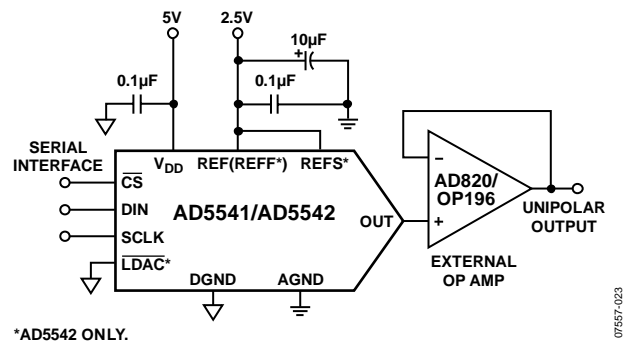 5V
2.5V
10µF
+
0.1µF
0.1µF
SERIAL
INTERFACE
VDD
REF(REFF*)
REFS*
CS
DIN
SCLK
LDAC*
AD5541/AD5542
OUT
DGND
AGND
−
+
AD820/
OP196
UNIPOLAR
OUTPUT
EXTERNAL
OP AMP
*AD5542 ONLY.
07557-023